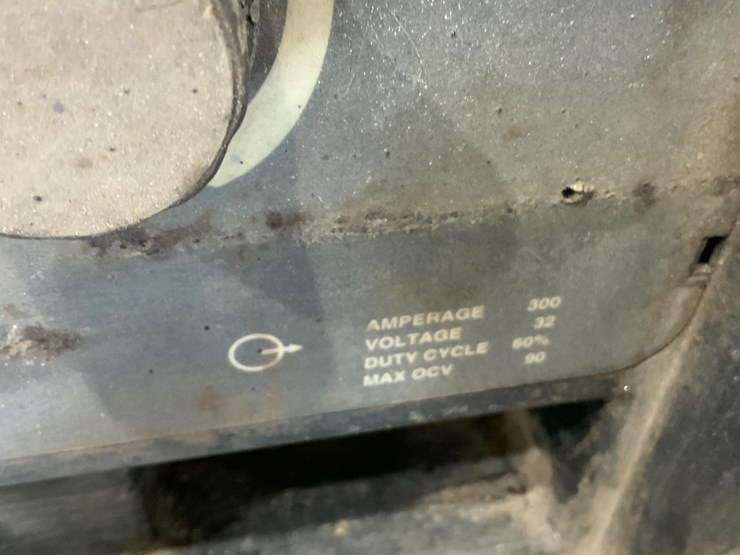 AMPERAGE 300
VOLTAGE 32
DUTY CYCLE 60%
MAX OCV 90